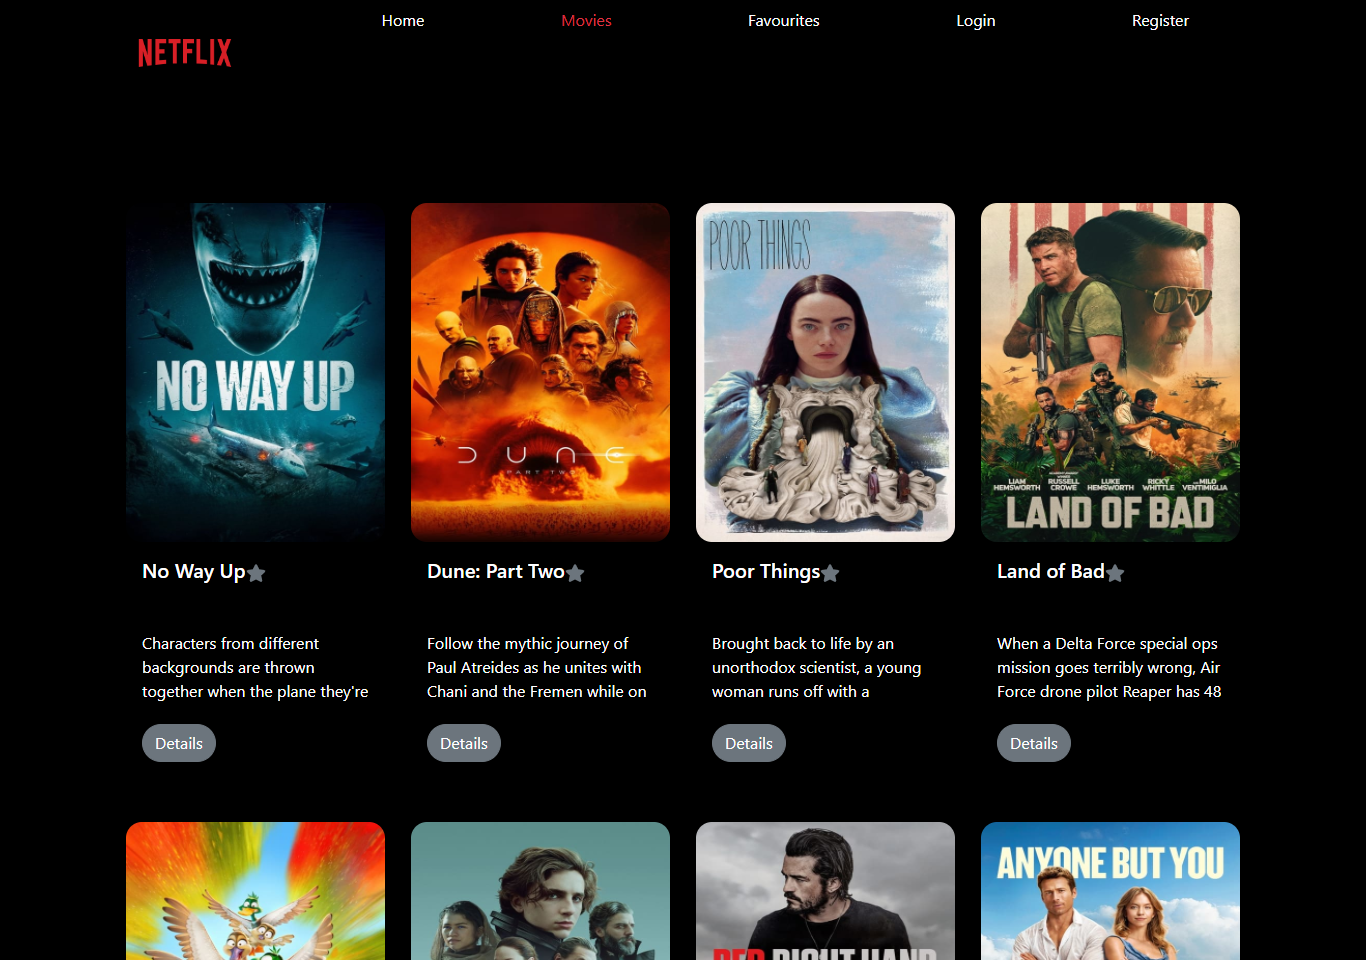 Home
Movies
Favourites
Login
Register
NETFLIX
NO WAY UP
DUNE
PART TWO
POOR THINGS
LIAM HEMSWORTH
RUSSELL CROWE
LUKE HEMSWORTH
RICKY WHITTLE
MILO VENTIMIGLIA
LAND OF BAD
No Way Up
Characters from different
backgrounds are thrown
together when the plane they're
Details
Dune: Part Two
Follow the mythic journey of
Paul Atreides as he unites with
Chani and the Fremen while on
Details
Poor Things
Brought back to life by an
unorthodox scientist, a young
woman runs off with a
Details
Land of Bad
When a Delta Force special ops
mission goes terribly wrong, Air
Force drone pilot Reaper has 48
Details
RED RIGHT HAND
ANYONE BUT YOU